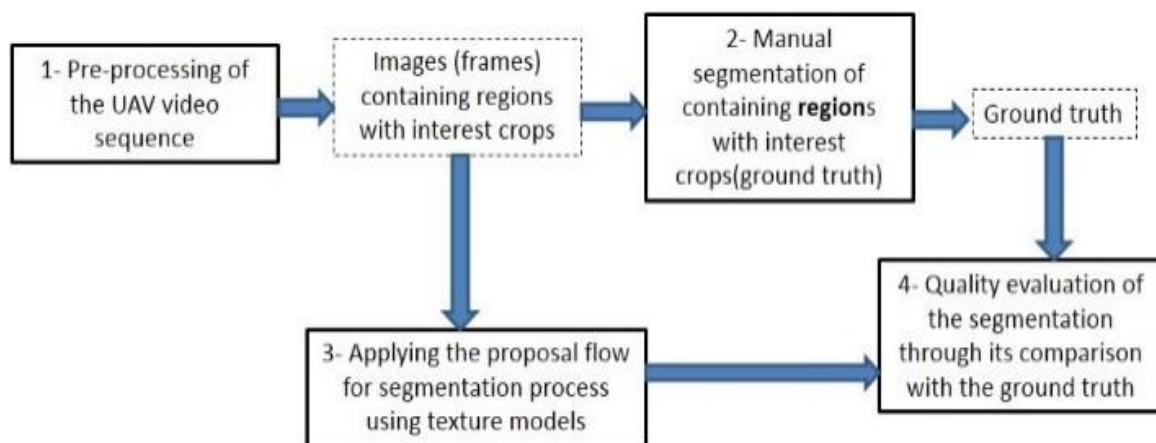 1- Pre-processing of
the UAV video
sequence
Images (frames)
containing regions
with interest crops
2- Manual
segmentation of
containing regions
with interest
crops(ground truth)
Ground truth
3- Applying the proposal flow
for segmentation process
using texture models
4- Quality evaluation of
the segmentation
through its comparison
with the ground truth